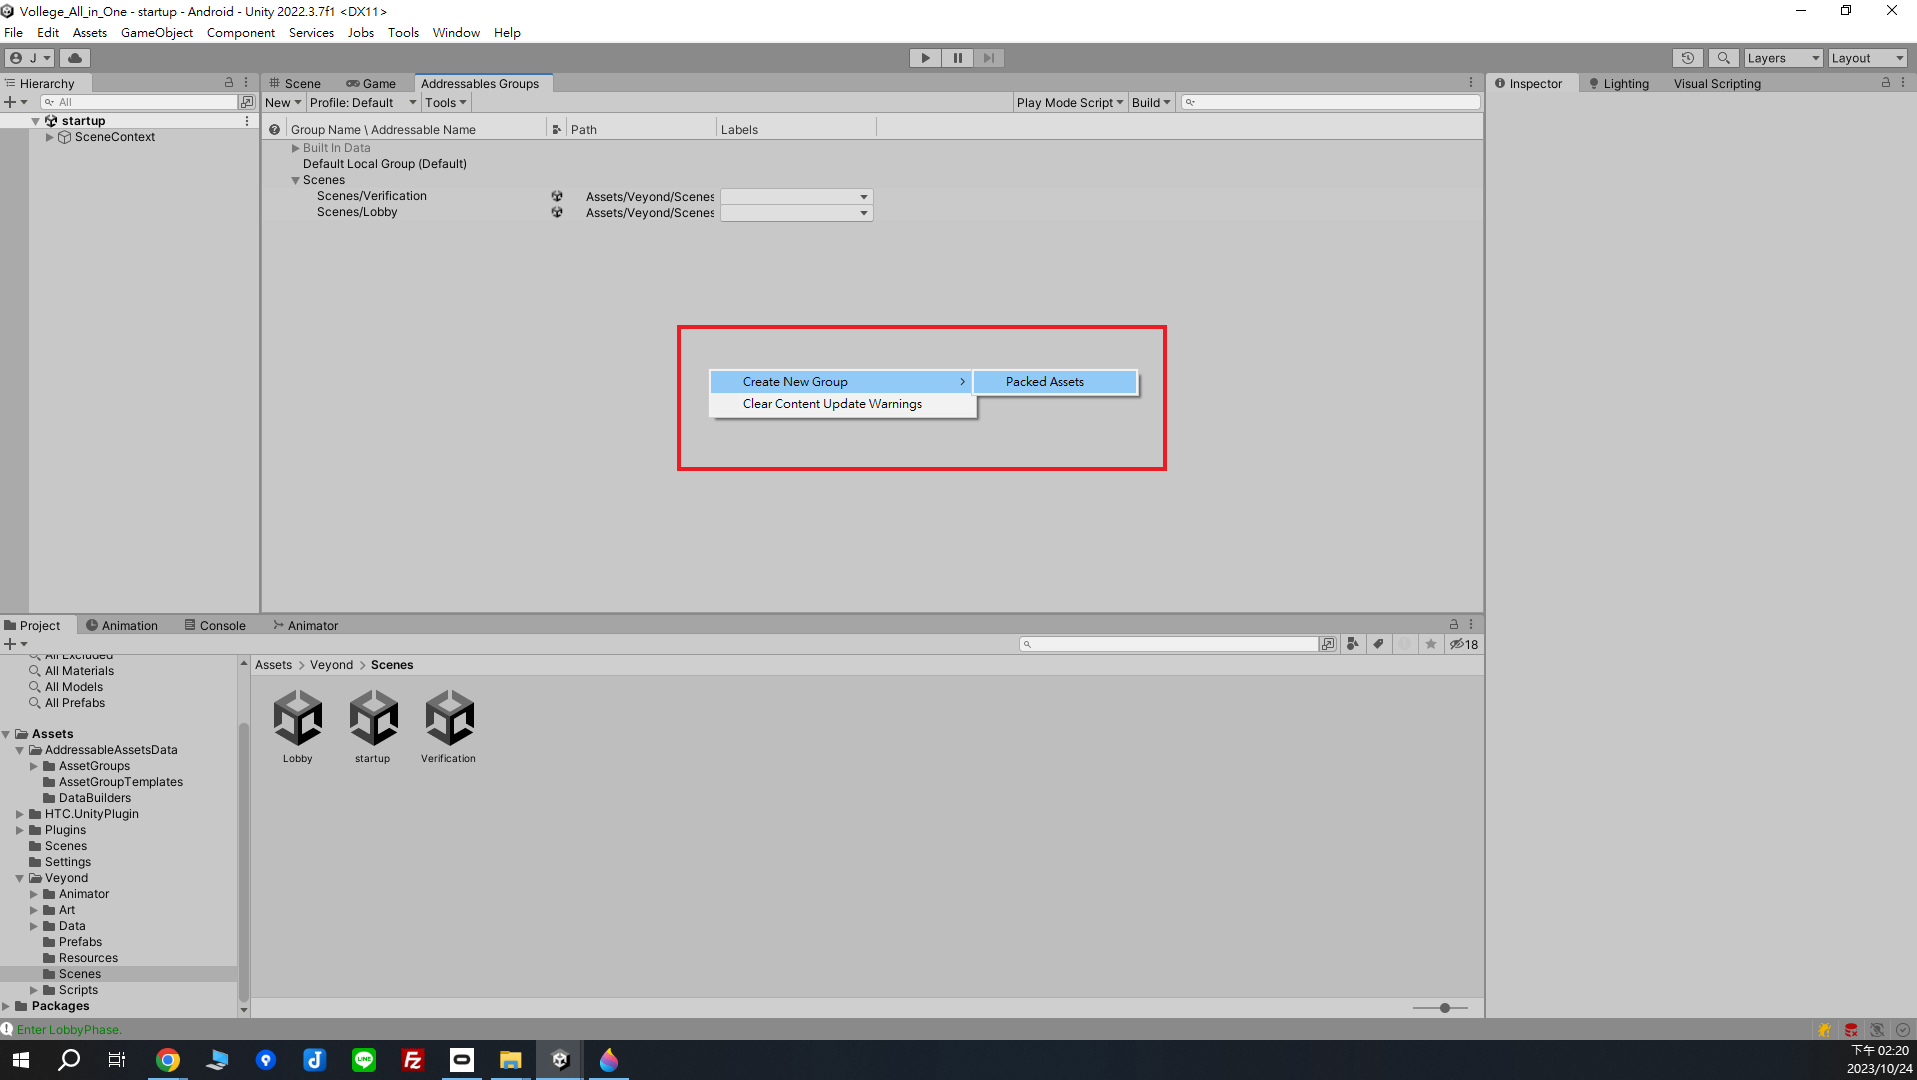 Vollege_All_in_One - startup - Android - Unity 2022.3.7f1 <DX11>
File Edit Assets GameObject Component Services Jobs Tools Window Help
J Layers Layout
Hierarchy
All
startup
SceneContext
Scene Game Addressables Groups
New Profile: Default Tools Play Mode Script Build
Group Name \ Addressable Name Path Labels
Built In Data
Default Local Group (Default)
Scenes
Scenes/Verification Assets/Veyond/Scenes
Scenes/Lobby Assets/Veyond/Scenes
Create New Group Packed Assets
Clear Content Update Warnings
Inspector Lighting Visual Scripting
Project Animation Console Animator
18
All Excluded
All Materials
All Models
All Prefabs
Assets
AddressableAssetsData
AssetGroups
AssetGroupTemplates
DataBuilders
HTC.UnityPlugin
Plugins
Scenes
Settings
Veyond
Animator
Art
Data
Prefabs
Resources
Scenes
Scripts
Packages
Assets > Veyond > Scenes
Lobby startup Verification
Enter LobbyPhase.
下午 02:20
2023/10/24